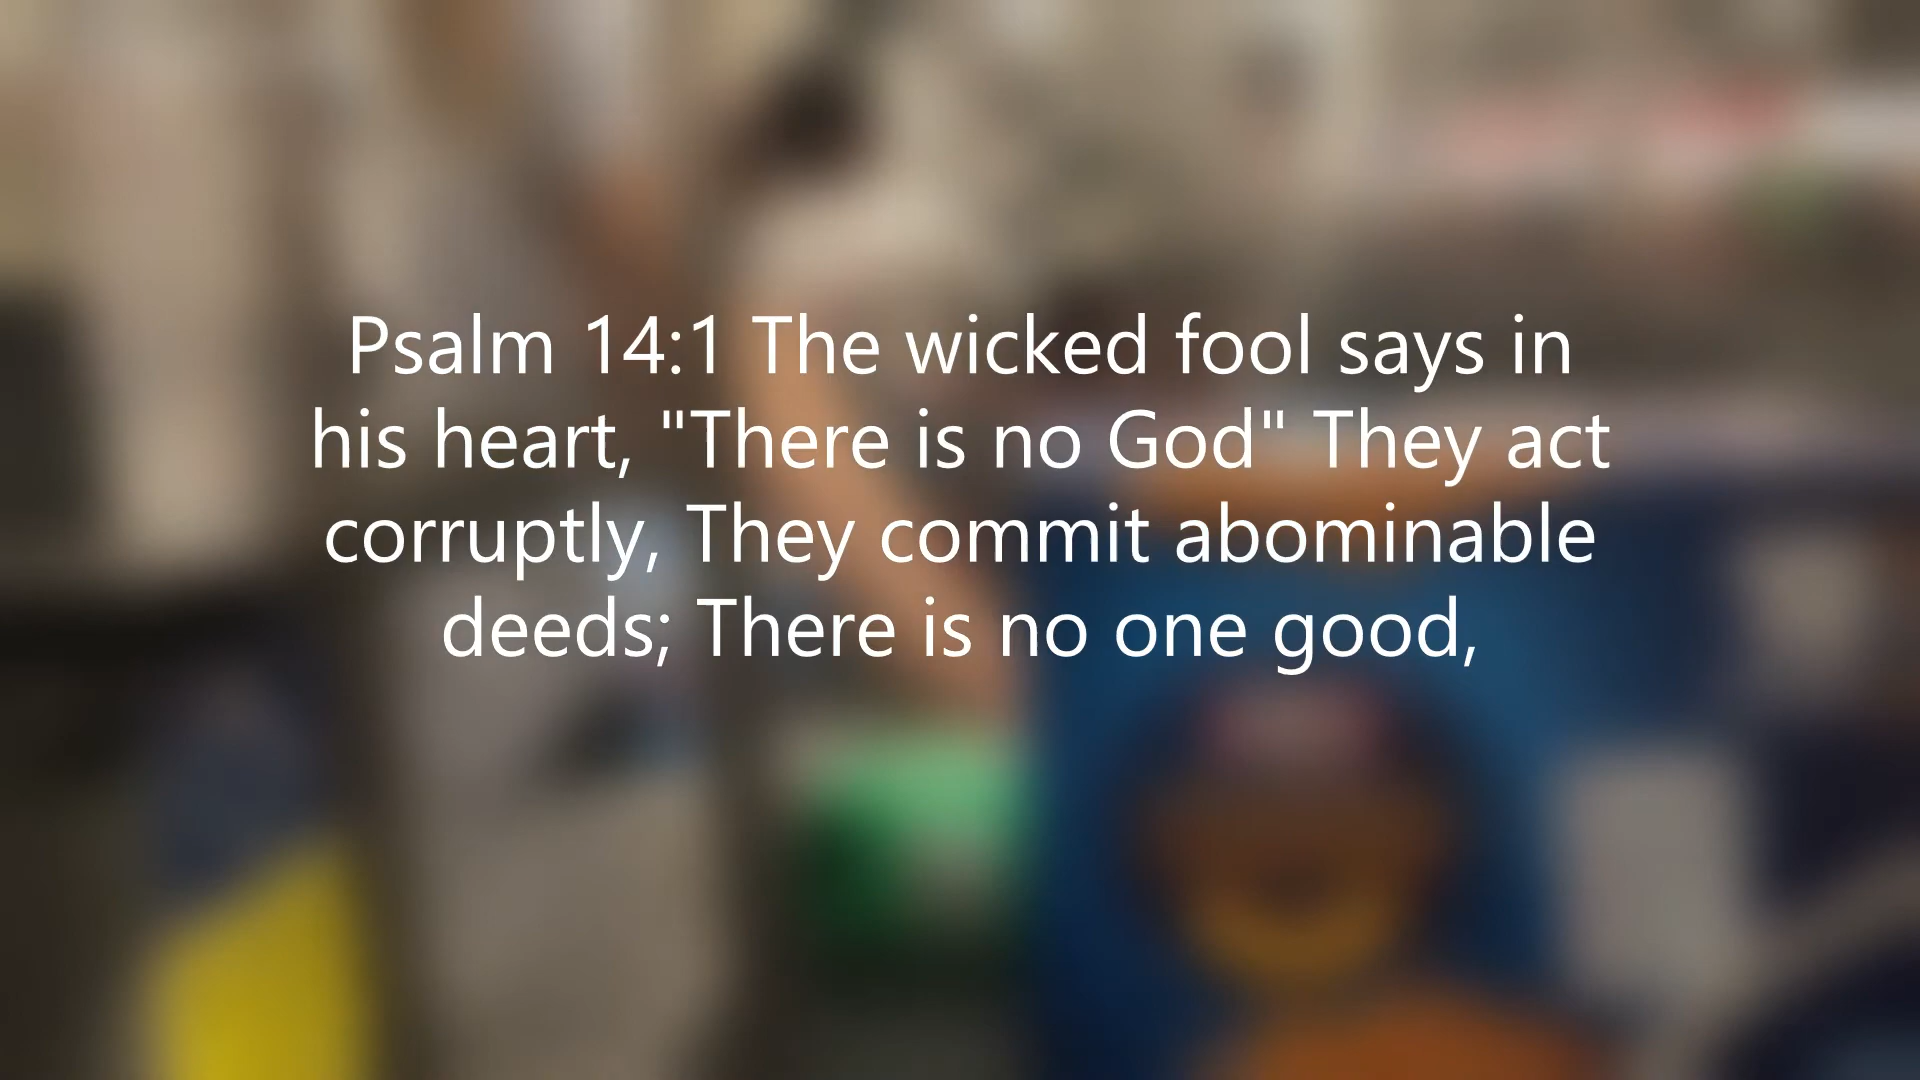 Psalm 14:1 The wicked fool says in
his heart, "There is no God" They act
corruptly, They commit abominable
deeds; There is no one good,